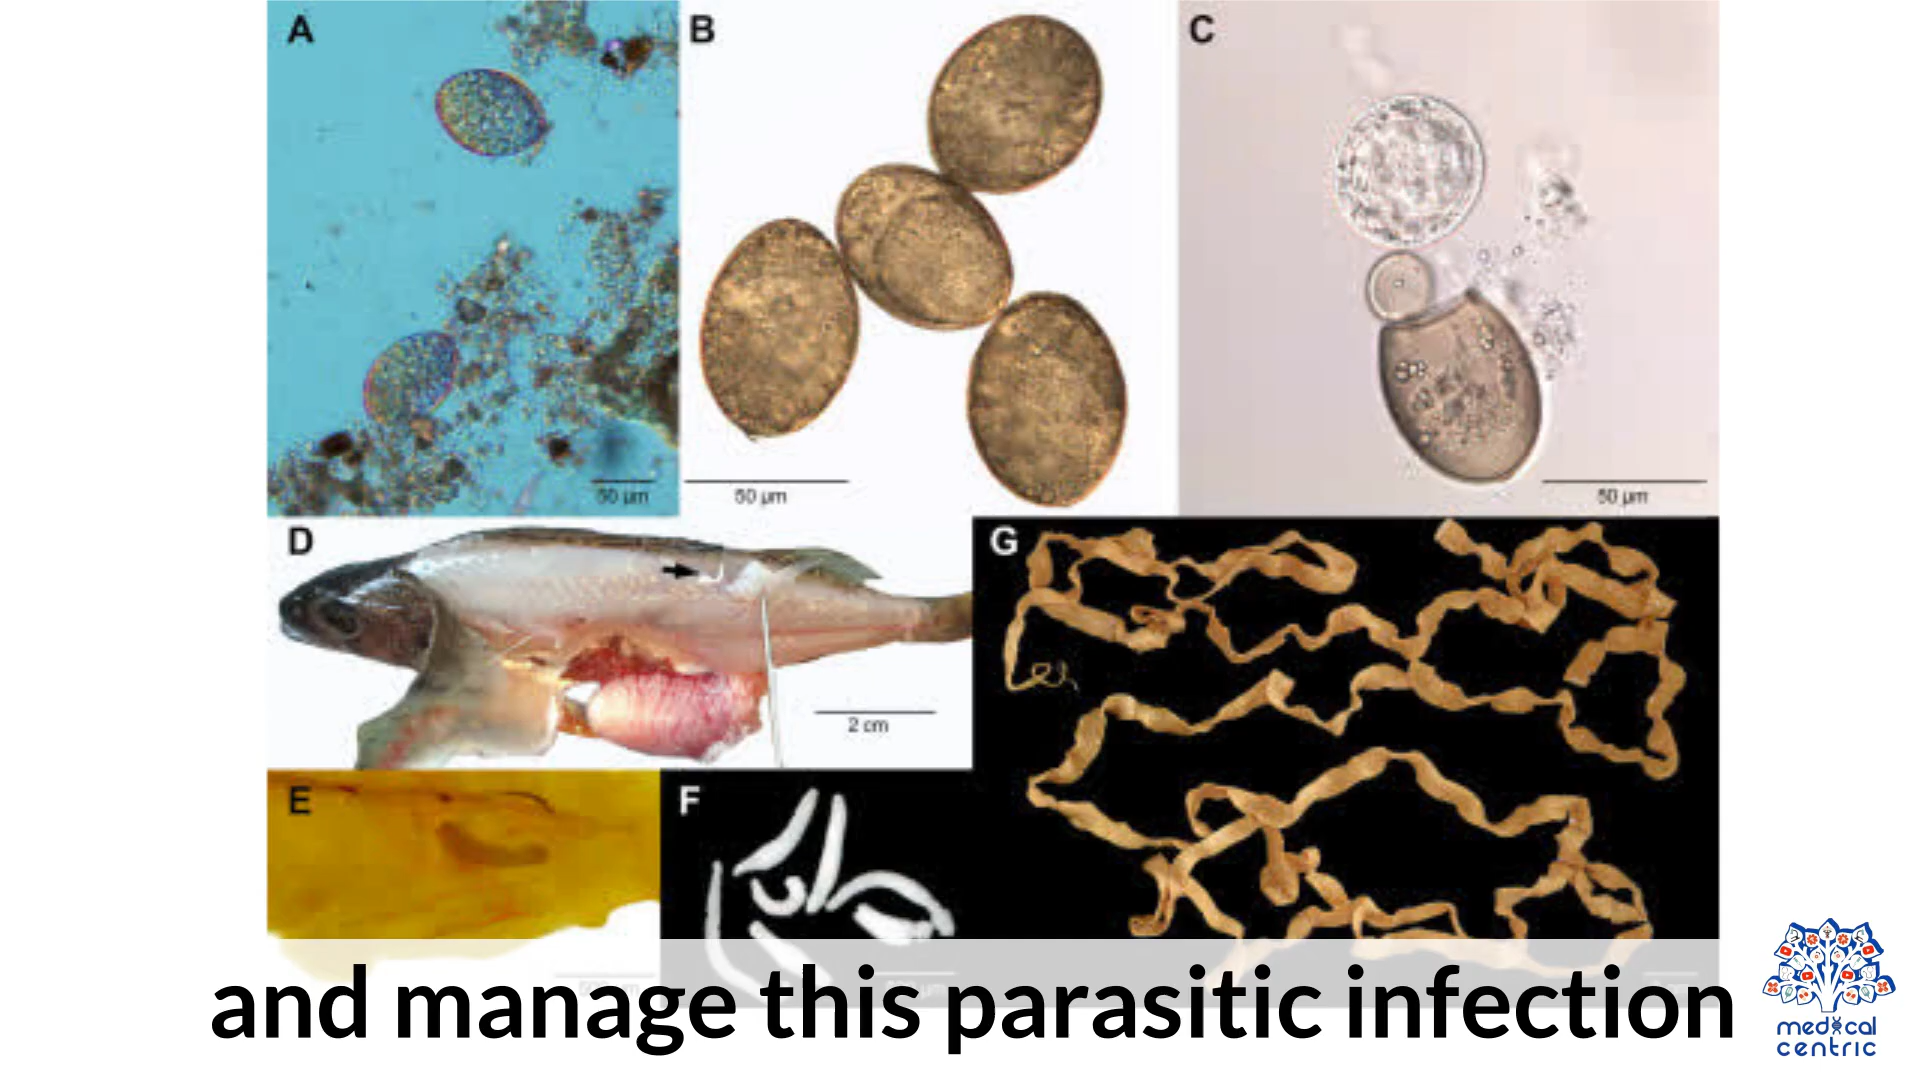 A
B
C
50 µm
50 µm
50 µm
D
G
2 cm
E
F
and manage this parasitic infection
medical
centric